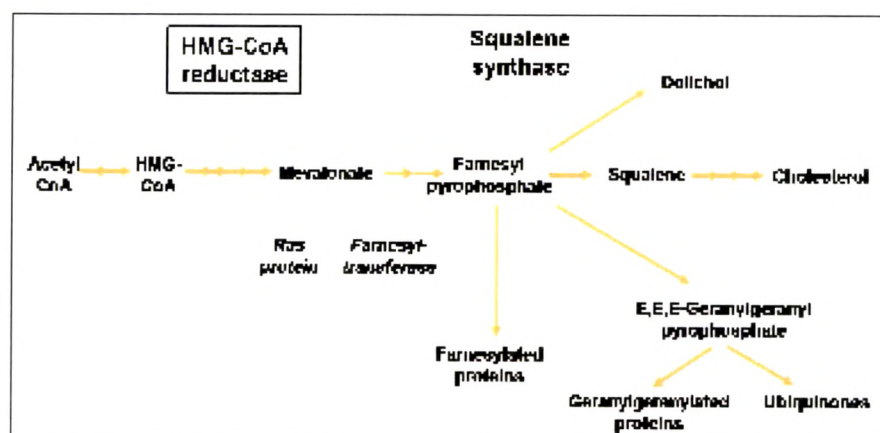 HMG-CoA
reductase
Squalene
synthase
Dolichol
Acetyl
CoA
HMG-
CoA
Mevalonate
Farnesyl
pyrophosphate
Squalene
Cholesterol
Ras
protein
Farnesyl-
transferase
E,E,E-Geranylgeranyl
pyrophosphate
Farnesylated
proteins
Geranylgeranylated
proteins
Ubiquinones